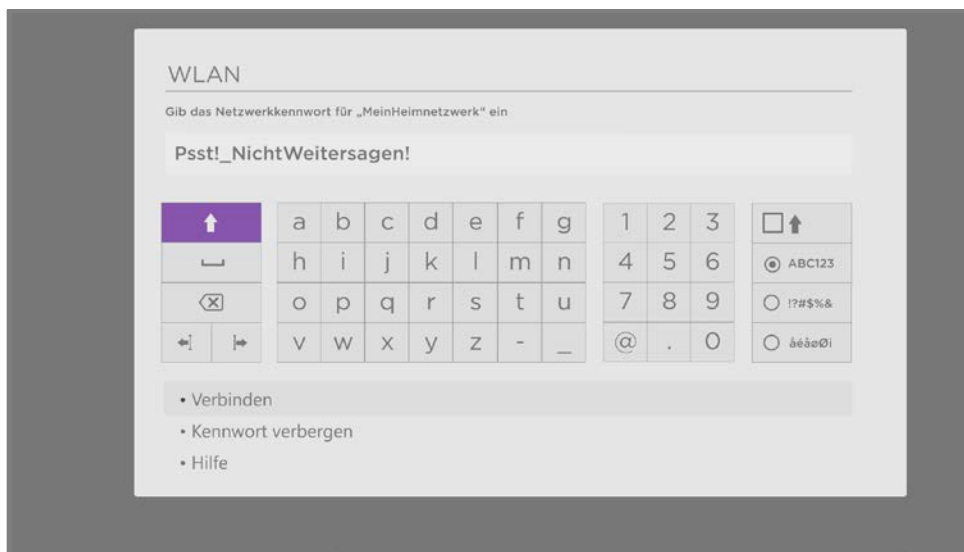 WLAN
Gib das Netzwerkkennwort für „MeinHeimnetzwerk“ ein
Psst!_NichtWeitersagen!
a b c d e f g 1 2 3
h i j k l m n 4 5 6 ABC123
o p q r s t u 7 8 9 !?#$%&
v w x y z - _ @ . 0 åéåøØi
• Verbinden
• Kennwort verbergen
• Hilfe